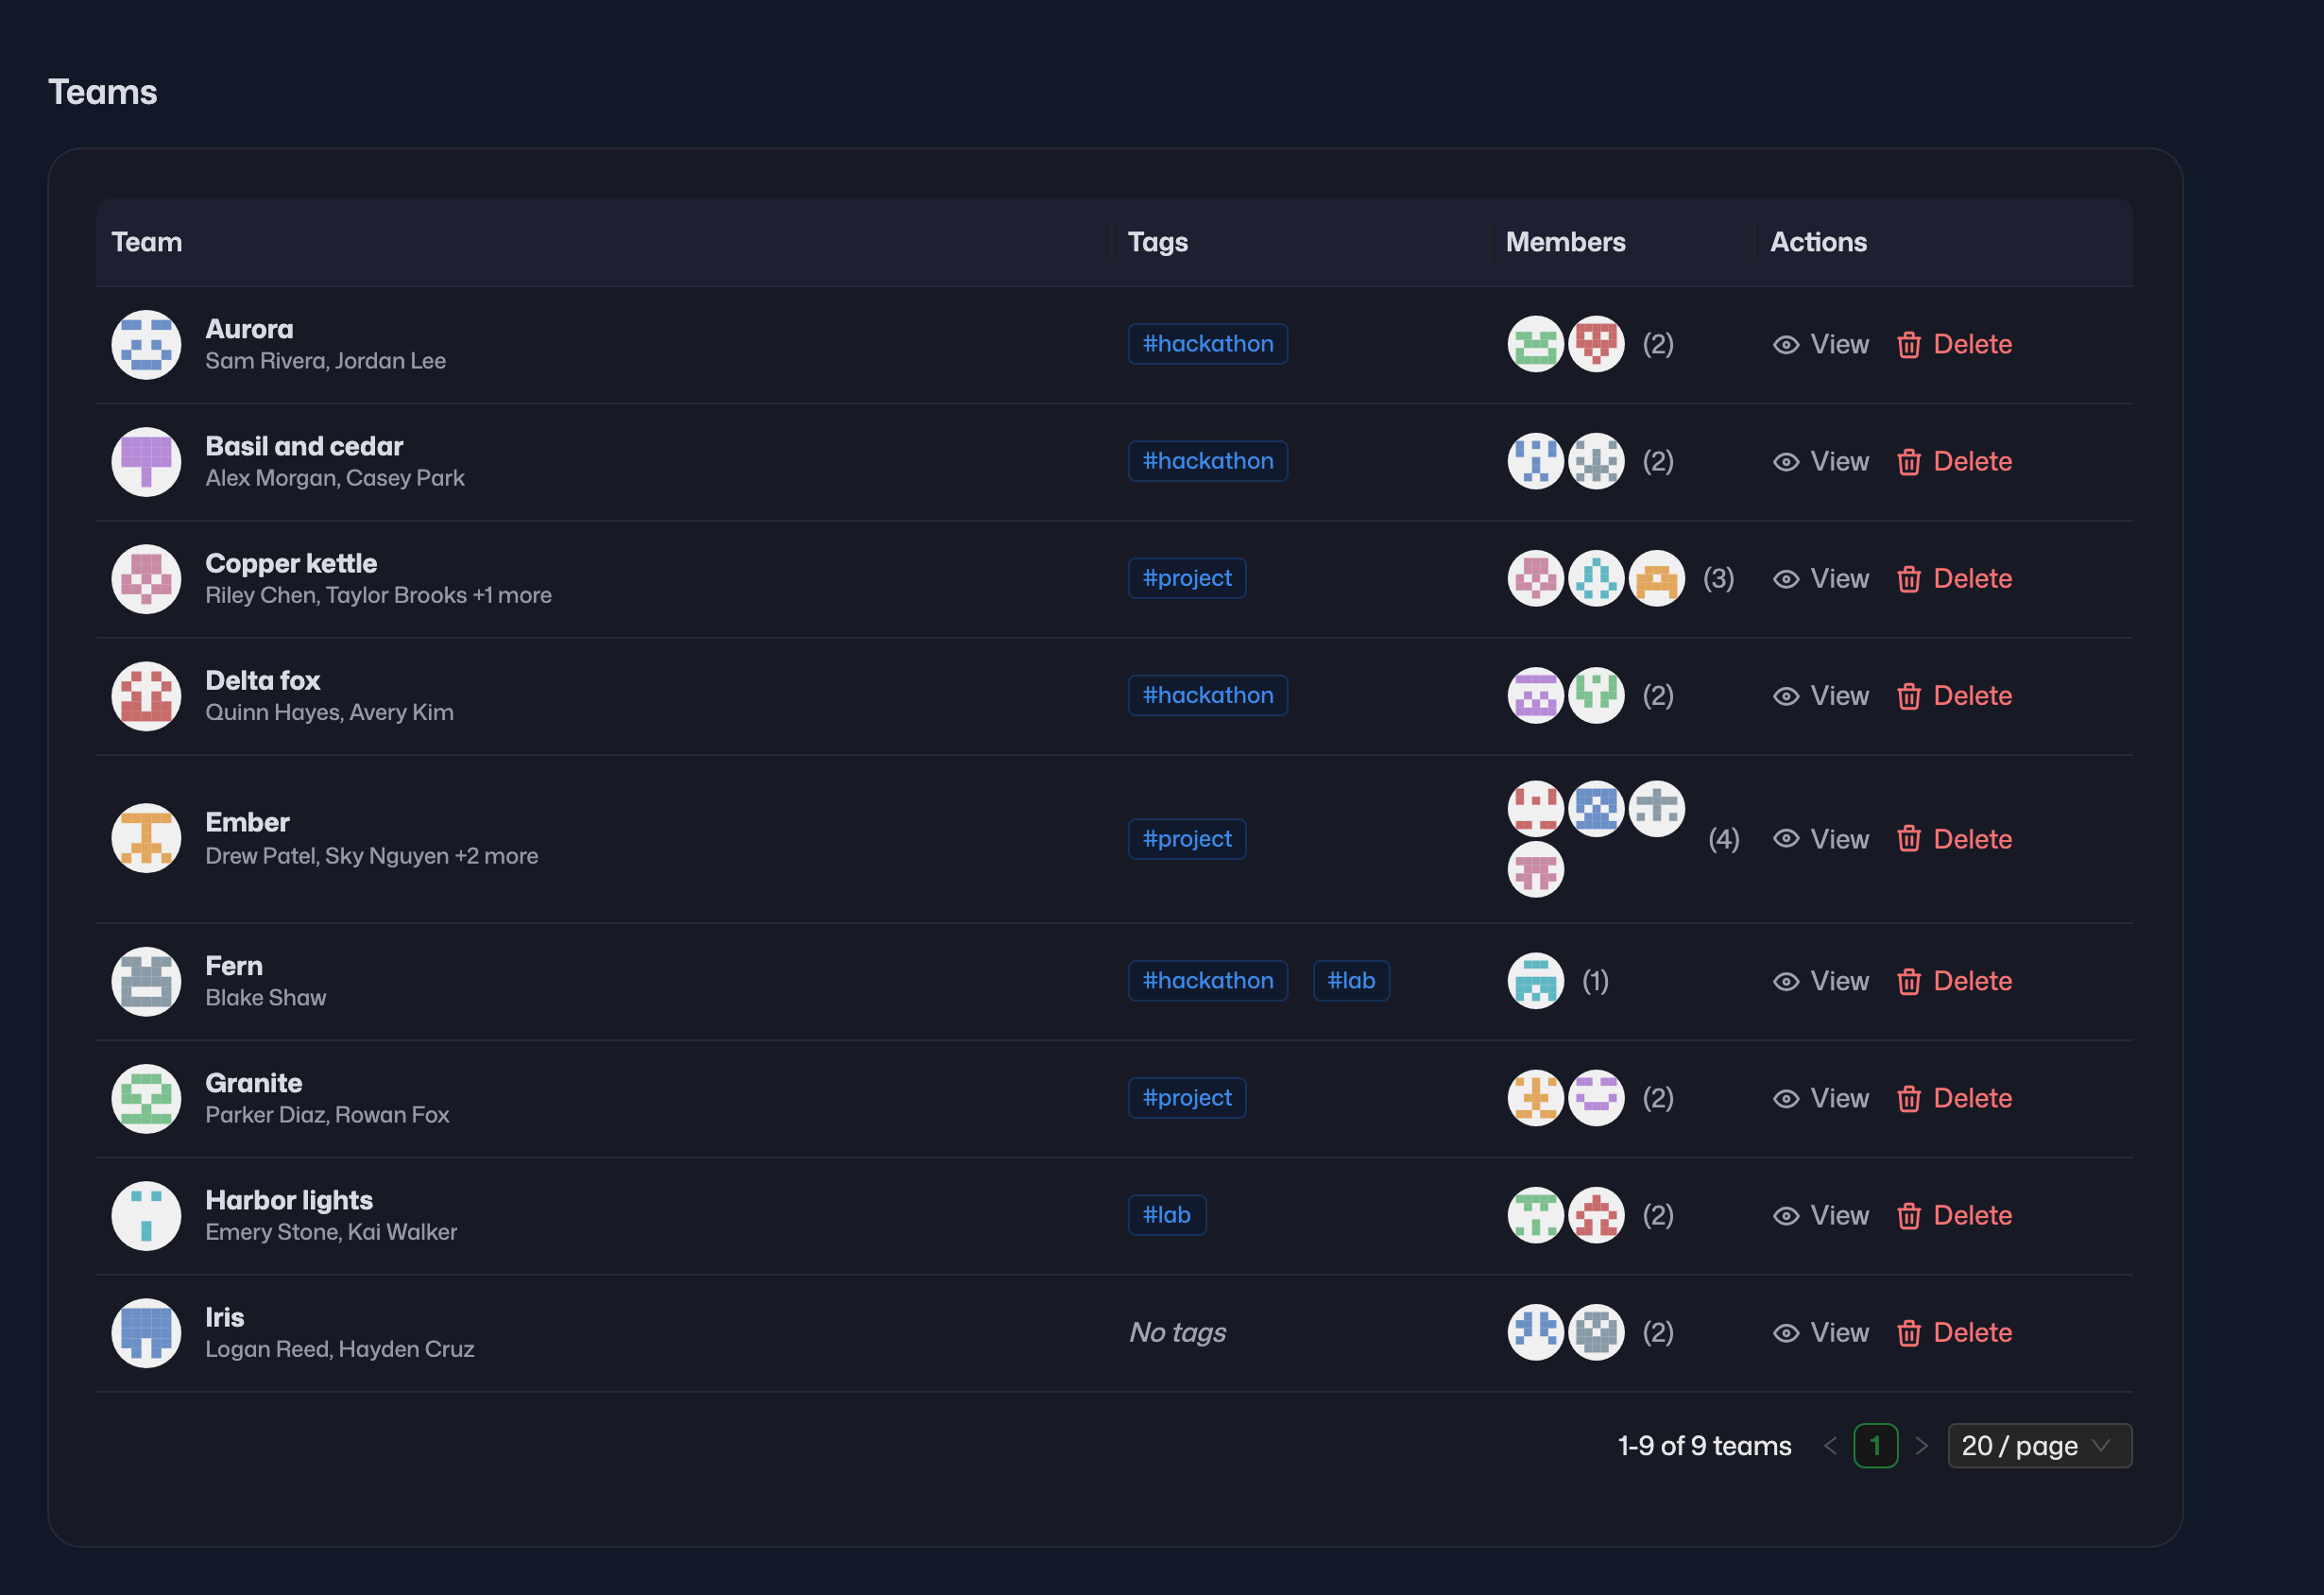 Teams
Team Tags Members Actions
Aurora
Sam Rivera, Jordan Lee
#hackathon (2) View Delete
Basil and cedar
Alex Morgan, Casey Park
#hackathon (2) View Delete
Copper kettle
Riley Chen, Taylor Brooks +1 more
#project (3) View Delete
Delta fox
Quinn Hayes, Avery Kim
#hackathon (2) View Delete
Ember
Drew Patel, Sky Nguyen +2 more
#project (4) View Delete
Fern
Blake Shaw
#hackathon #lab (1) View Delete
Granite
Parker Diaz, Rowan Fox
#project (2) View Delete
Harbor lights
Emery Stone, Kai Walker
#lab (2) View Delete
Iris
Logan Reed, Hayden Cruz
No tags (2) View Delete
1-9 of 9 teams < 1 > 20 / page